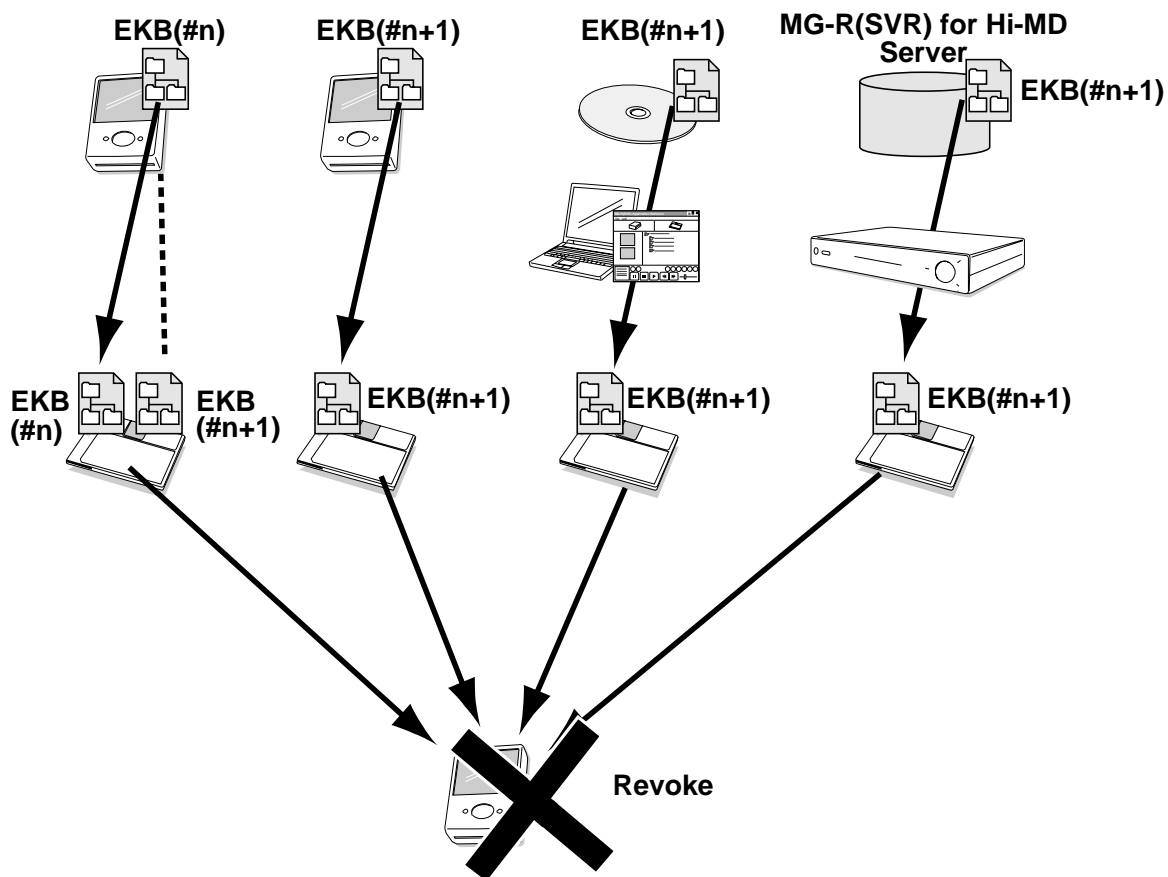 EKB(#n)
EKB(#n+1)
EKB(#n+1)
MG-R(SVR) for Hi-MD
Server
EKB(#n+1)
EKB
(#n)
EKB
(#n+1)
EKB(#n+1)
EKB(#n+1)
EKB(#n+1)
Revoke